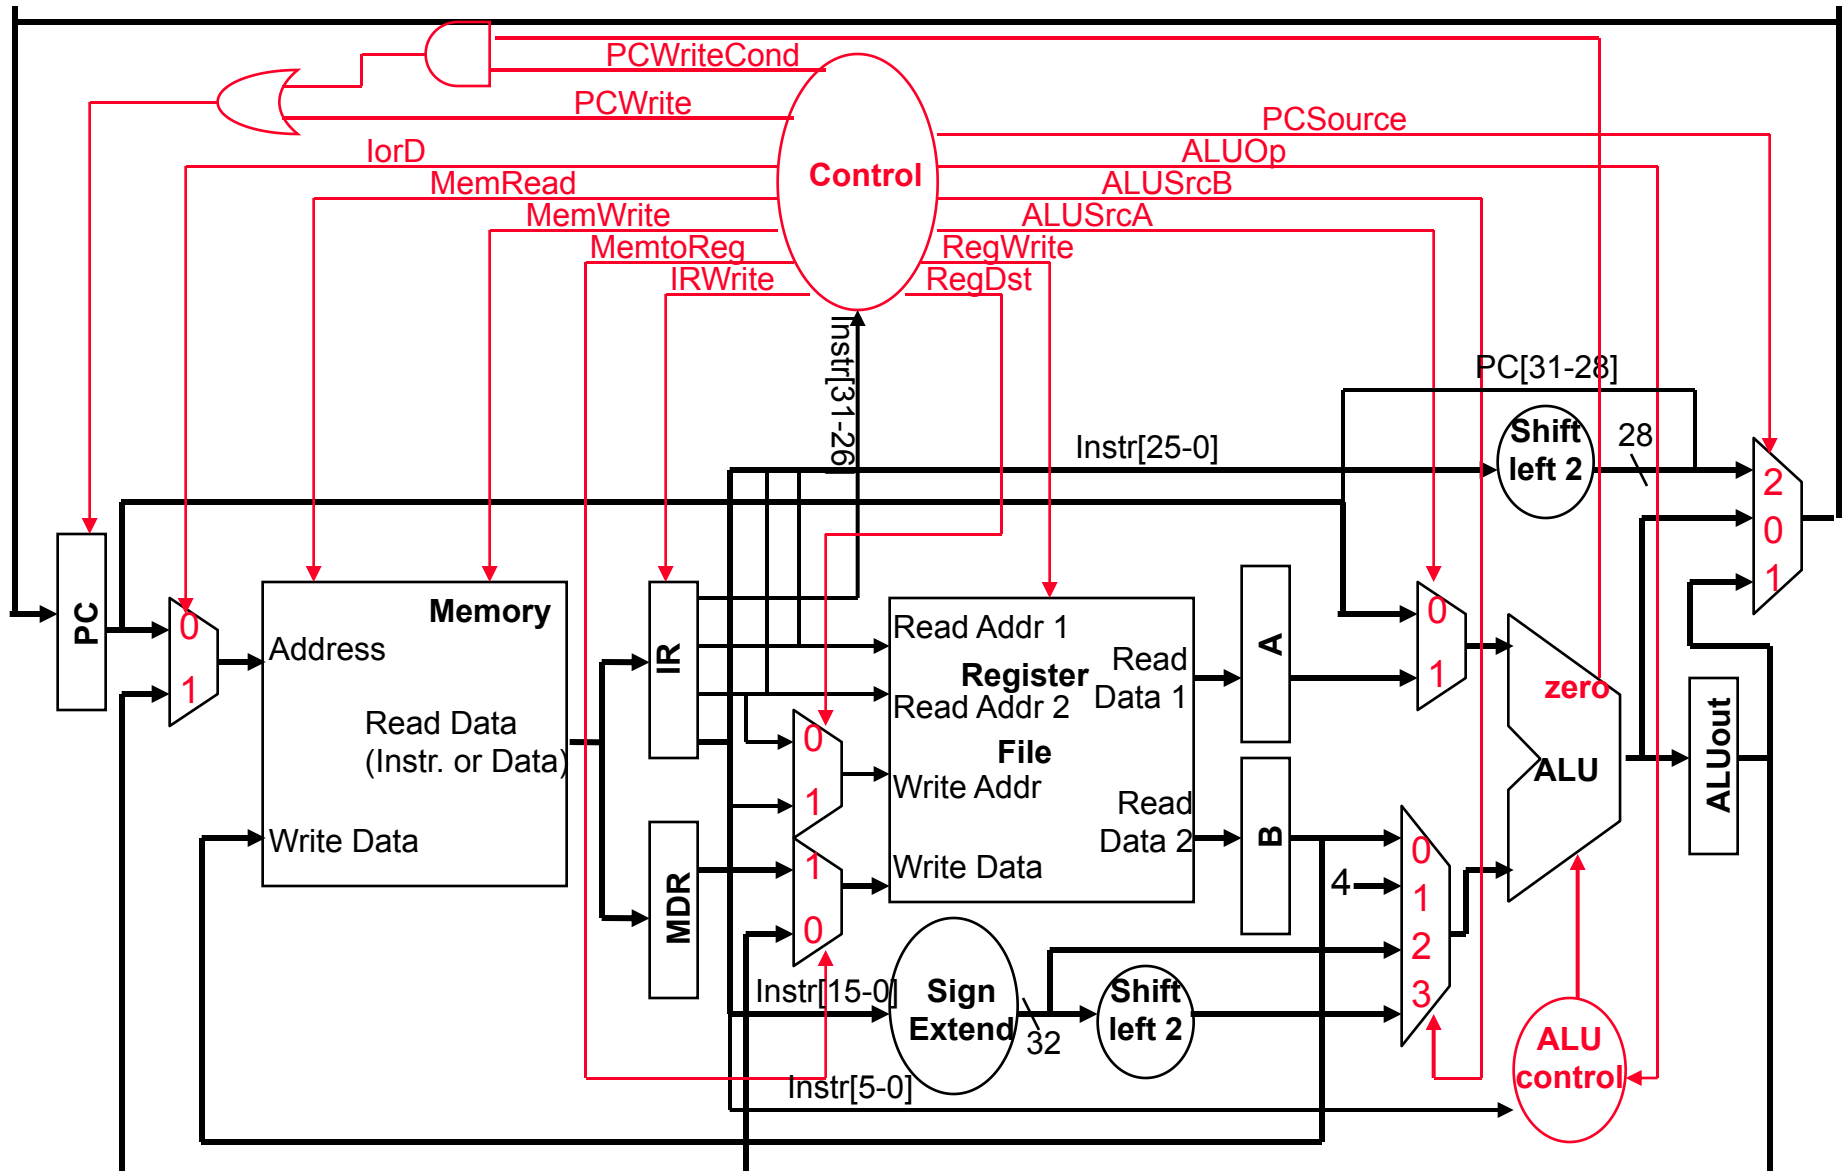 PCWriteCond
PCWrite
PCSource
IorD
ALUOp
Control
MemRead
ALUSrcB
MemWrite
ALUSrcA
MemtoReg
RegWrite
IRWrite
RegDst
Instr[31-26]
PC[31-28]
Instr[25-0]
Shift
left 2
28
2
0
1
PC
0
1
Memory
Address
Read Data
(Instr. or Data)
Write Data
IR
MDR
Read Addr 1
Register
Read Addr 2
File
Write Addr
Write Data
Read
Data 1
Read
Data 2
0
1
1
0
A
B
0
1
zero
ALU
ALUout
4
0
1
2
3
Instr[15-0]
Sign
Extend
32
Shift
left 2
Instr[5-0]
ALU
control